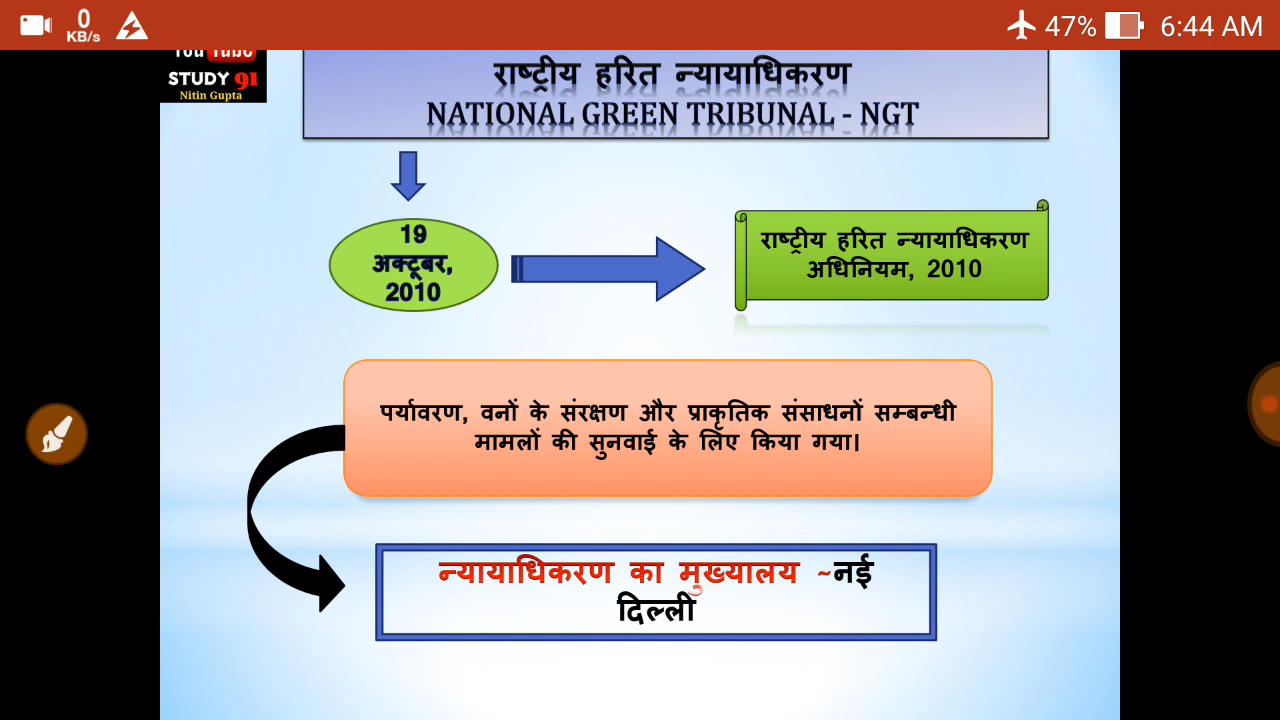 0
KB/s
47%
6:44 AM
You Tube
STUDY 91
Nitin Gupta
राष्ट्रीय हरित न्यायाधिकरण
NATIONAL GREEN TRIBUNAL - NGT
19
अक्टूबर,
2010
राष्ट्रीय हरित न्यायाधिकरण
अधिनियम, 2010
पर्यावरण, वनों के संरक्षण और प्राकृतिक संसाधनों सम्बन्धी
मामलों की सुनवाई के लिए किया गया।
न्यायाधिकरण का मुख्यालय ~नई
दिल्ली